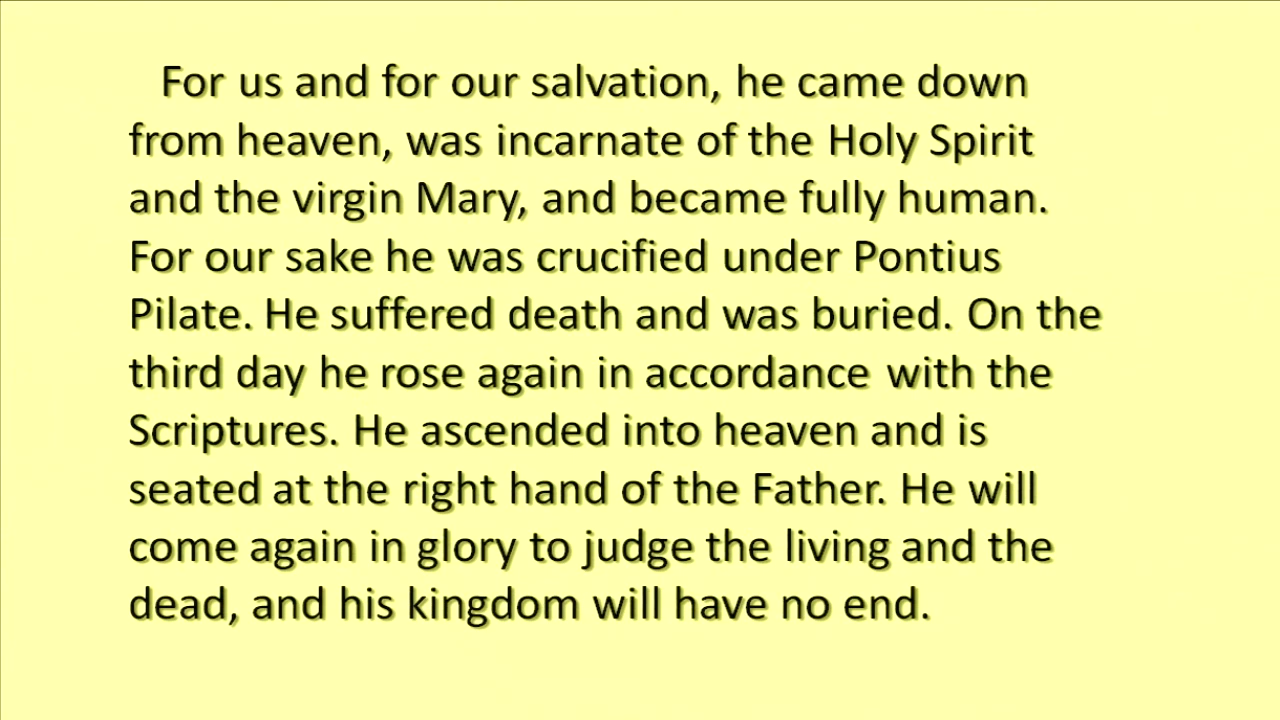 For us and for our salvation, he came down
from heaven, was incarnate of the Holy Spirit
and the virgin Mary, and became fully human.
For our sake he was crucified under Pontius
Pilate. He suffered death and was buried. On the
third day he rose again in accordance with the
Scriptures. He ascended into heaven and is
seated at the right hand of the Father. He will
come again in glory to judge the living and the
dead, and his kingdom will have no end.